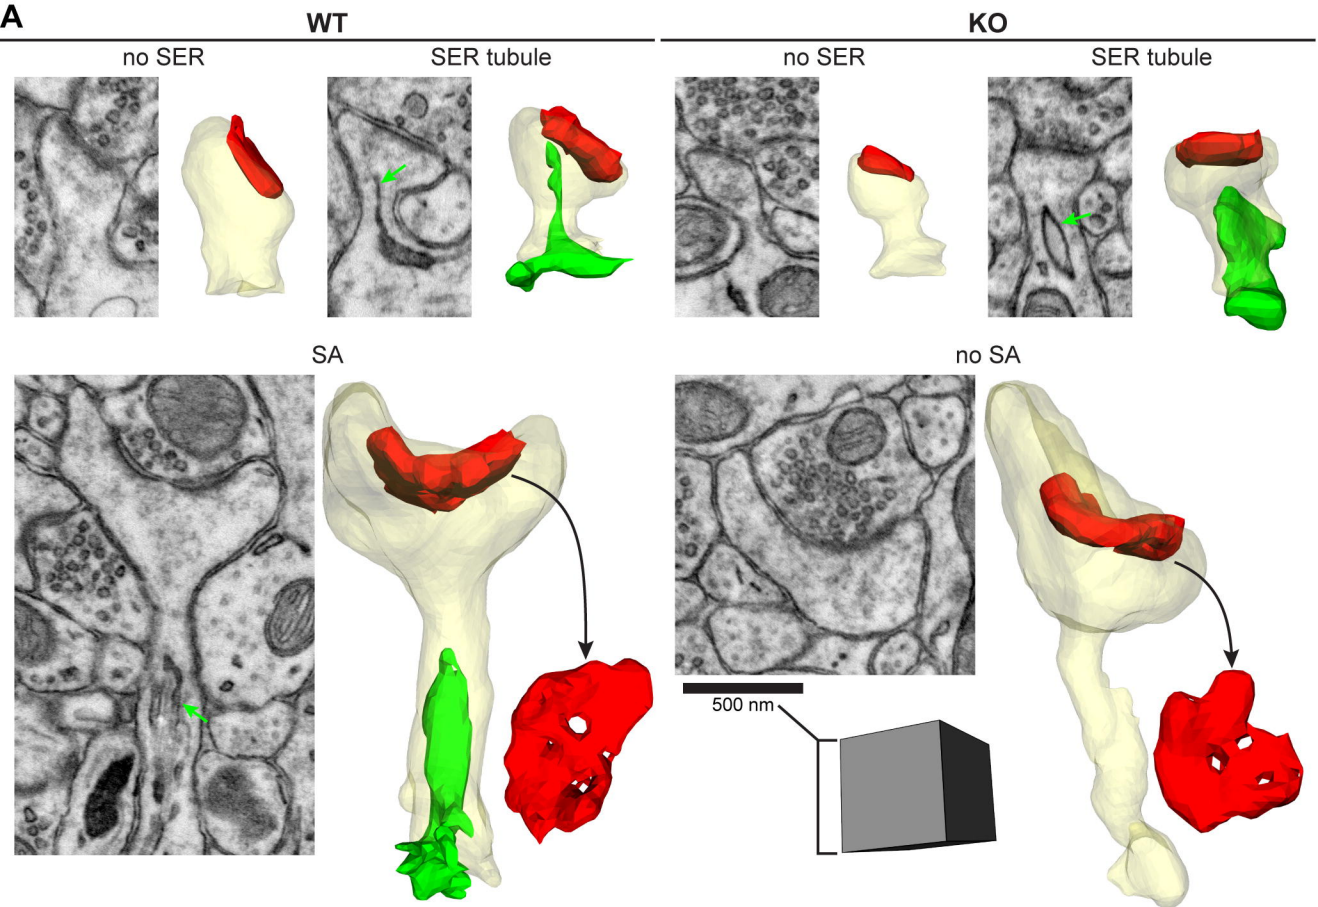 A
WT
KO
no SER
SER tubule
no SER
SER tubule
SA
no SA
500 nm